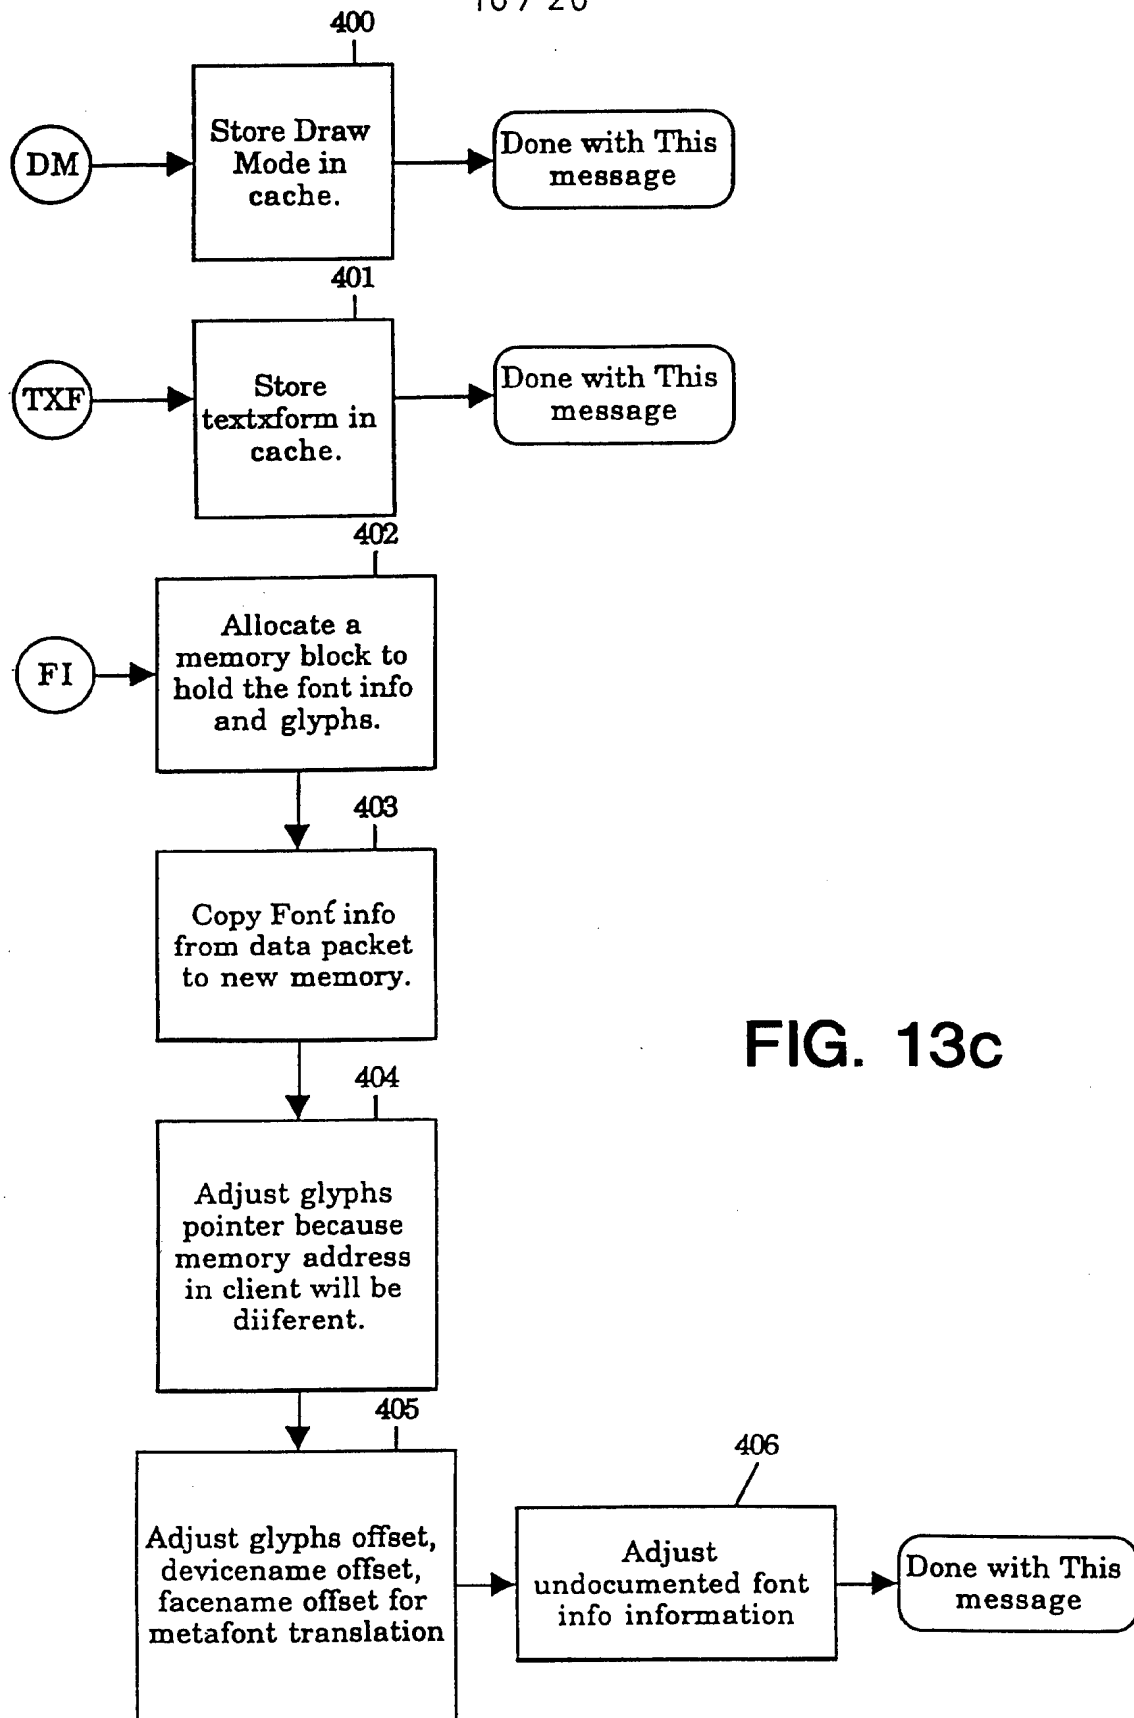 400
DM
Store Draw
Mode in
cache.
Done with This
message
401
TXF
Store
textxform in
cache.
Done with This
message
402
FI
Allocate a
memory block to
hold the font info
and glyphs.
403
Copy Font info
from data packet
to new memory.
FIG. 13c
404
Adjust glyphs
pointer because
memory address
in client will be
diiferent.
405
Adjust glyphs offset,
devicename offset,
facename offset for
metafont translation
406
Adjust
undocumented font
info information
Done with This
message